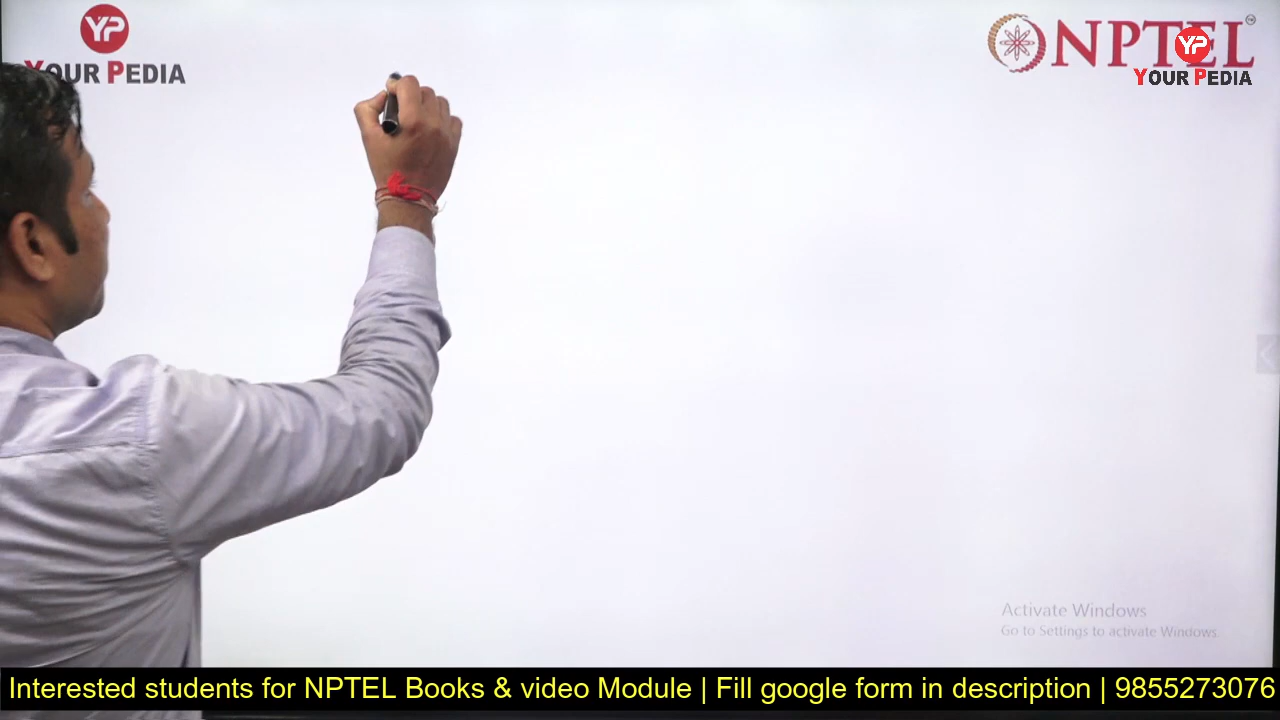 YP
YOUR PEDIA
NPTEL
YP
YOUR PEDIA
Activate Windows
Go to Settings to activate Windows.
Interested students for NPTEL Books & video Module | Fill google form in description | 9855273076